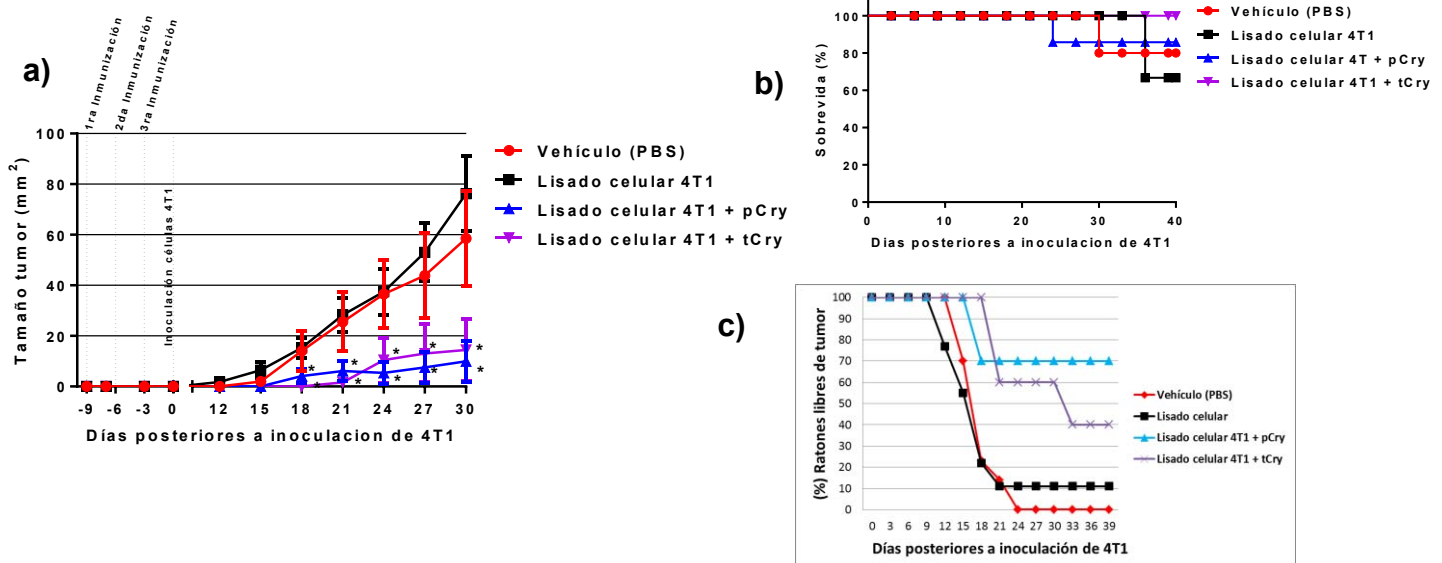 a)
1ra Inmunización
2da Inmunización
3ra Inmunización
Inoculación células 4T1
Tamaño tumor (mm2)
100
80
60
40
20
0
-9 -6 -3 0 12 15 18 21 24 27 30
Días posteriores a inoculacion de 4T1
* * * * * * * * * *
Vehículo (PBS)
Lisado celular 4T1
Lisado celular 4T1 + pCry
Lisado celular 4T1 + tCry
b)
Sobrevida (%)
100
80
60
40
20
0
0 10 20 30 40
Días posteriores a inoculacion de 4T1
Vehículo (PBS)
Lisado celular 4T1
Lisado celular 4T + pCry
Lisado celular 4T1 + tCry
c)
(%) Ratones libres de tumor
100
90
80
70
60
50
40
30
20
10
0
0 3 6 9 12 15 18 21 24 27 30 33 36 39
Días posteriores a inoculación de 4T1
Vehículo (PBS)
Lisado celular
Lisado celular 4T1 + pCry
Lisado celular 4T1 + tCry